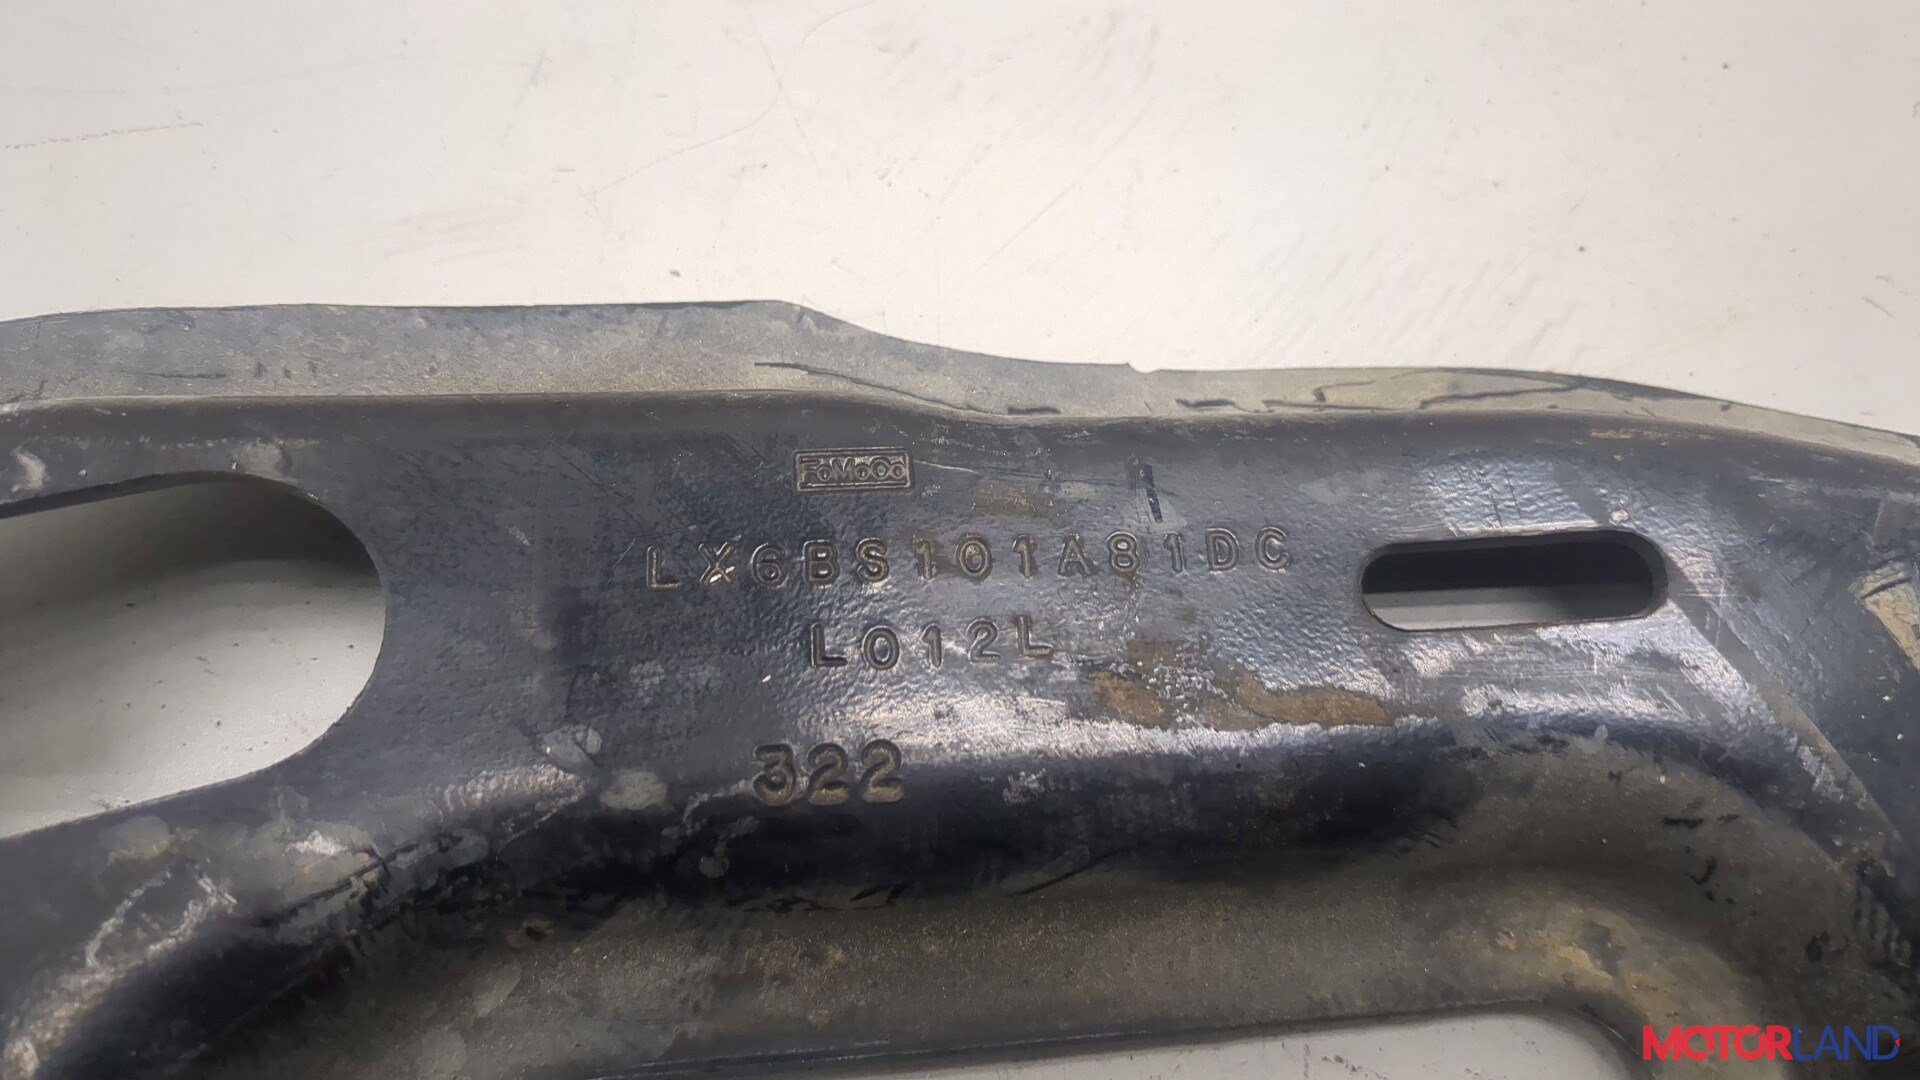 FoMoCo
LX6BS101A81DC
L012L
322
MOTORLAND